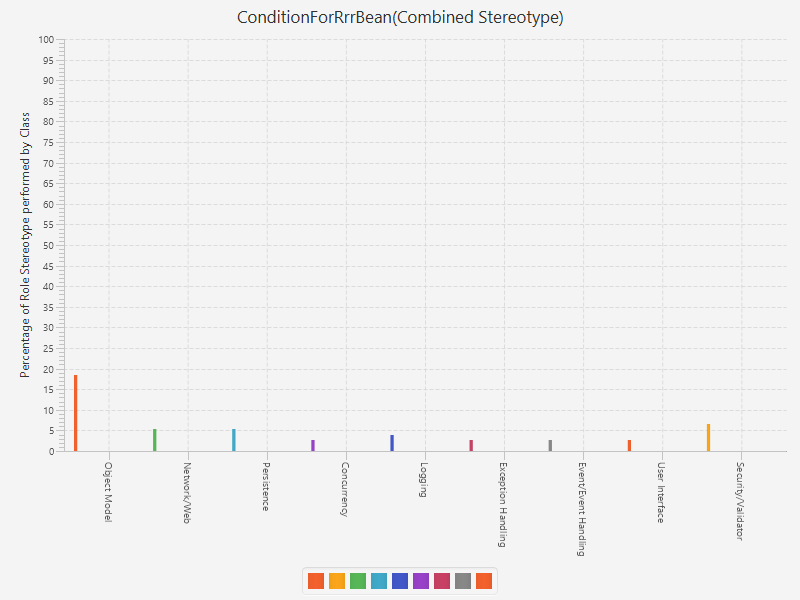 ConditionForRrrBean(Combined Stereotype)
Percentage of Role Stereotype performed by Class
100
95
90
85
80
75
70
65
60
55
50
45
40
35
30
25
20
15
10
5
0
Object Model
Network/Web
Persistence
Concurrency
Logging
Exception Handling
Event/Event Handling
User Interface
Security/Validator